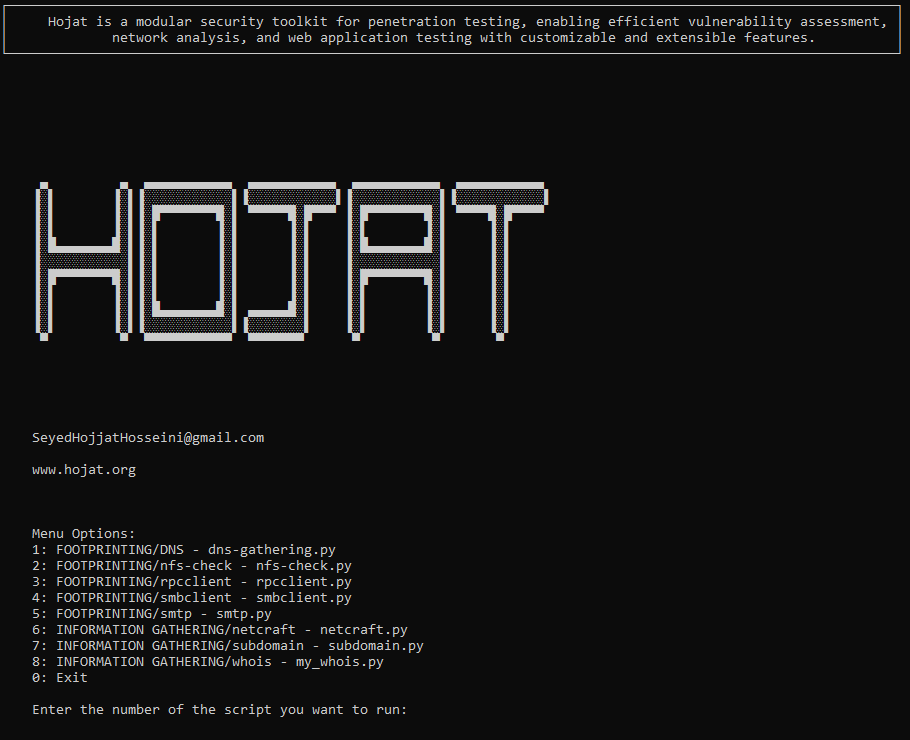 Hojat is a modular security toolkit for penetration testing, enabling efficient vulnerability assessment,
network analysis, and web application testing with customizable and extensible features.
HOJAT
SeyedHojjatHosseini@gmail.com
www.hojat.org
Menu Options:
1: FOOTPRINTING/DNS - dns-gathering.py
2: FOOTPRINTING/nfs-check - nfs-check.py
3: FOOTPRINTING/rpcclient - rpcclient.py
4: FOOTPRINTING/smbclient - smbclient.py
5: FOOTPRINTING/smtp - smtp.py
6: INFORMATION GATHERING/netcraft - netcraft.py
7: INFORMATION GATHERING/subdomain - subdomain.py
8: INFORMATION GATHERING/whois - my_whois.py
0: Exit
Enter the number of the script you want to run: